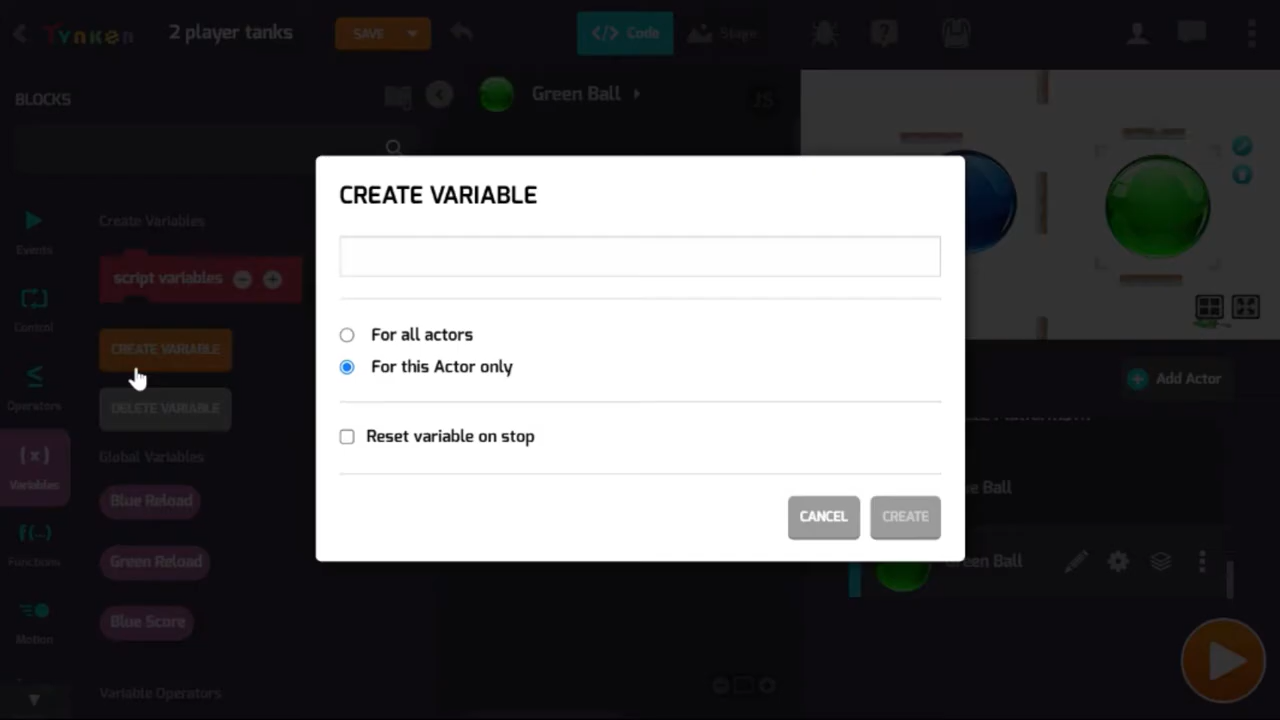 Tynker
2 player tanks
SAVE
</> Code
Stage
BLOCKS
Green Ball
JS
Create Variables
script variables
CREATE VARIABLE
DELETE VARIABLE
Events
Control
Operators
(x)
Variables
f(...)
Functions
Motion
Global Variables
Blue Reload
Green Reload
Blue Score
Variable Operators
CREATE VARIABLE
For all actors
For this Actor only
Reset variable on stop
CANCEL
CREATE
Add Actor
Ball
Green Ball